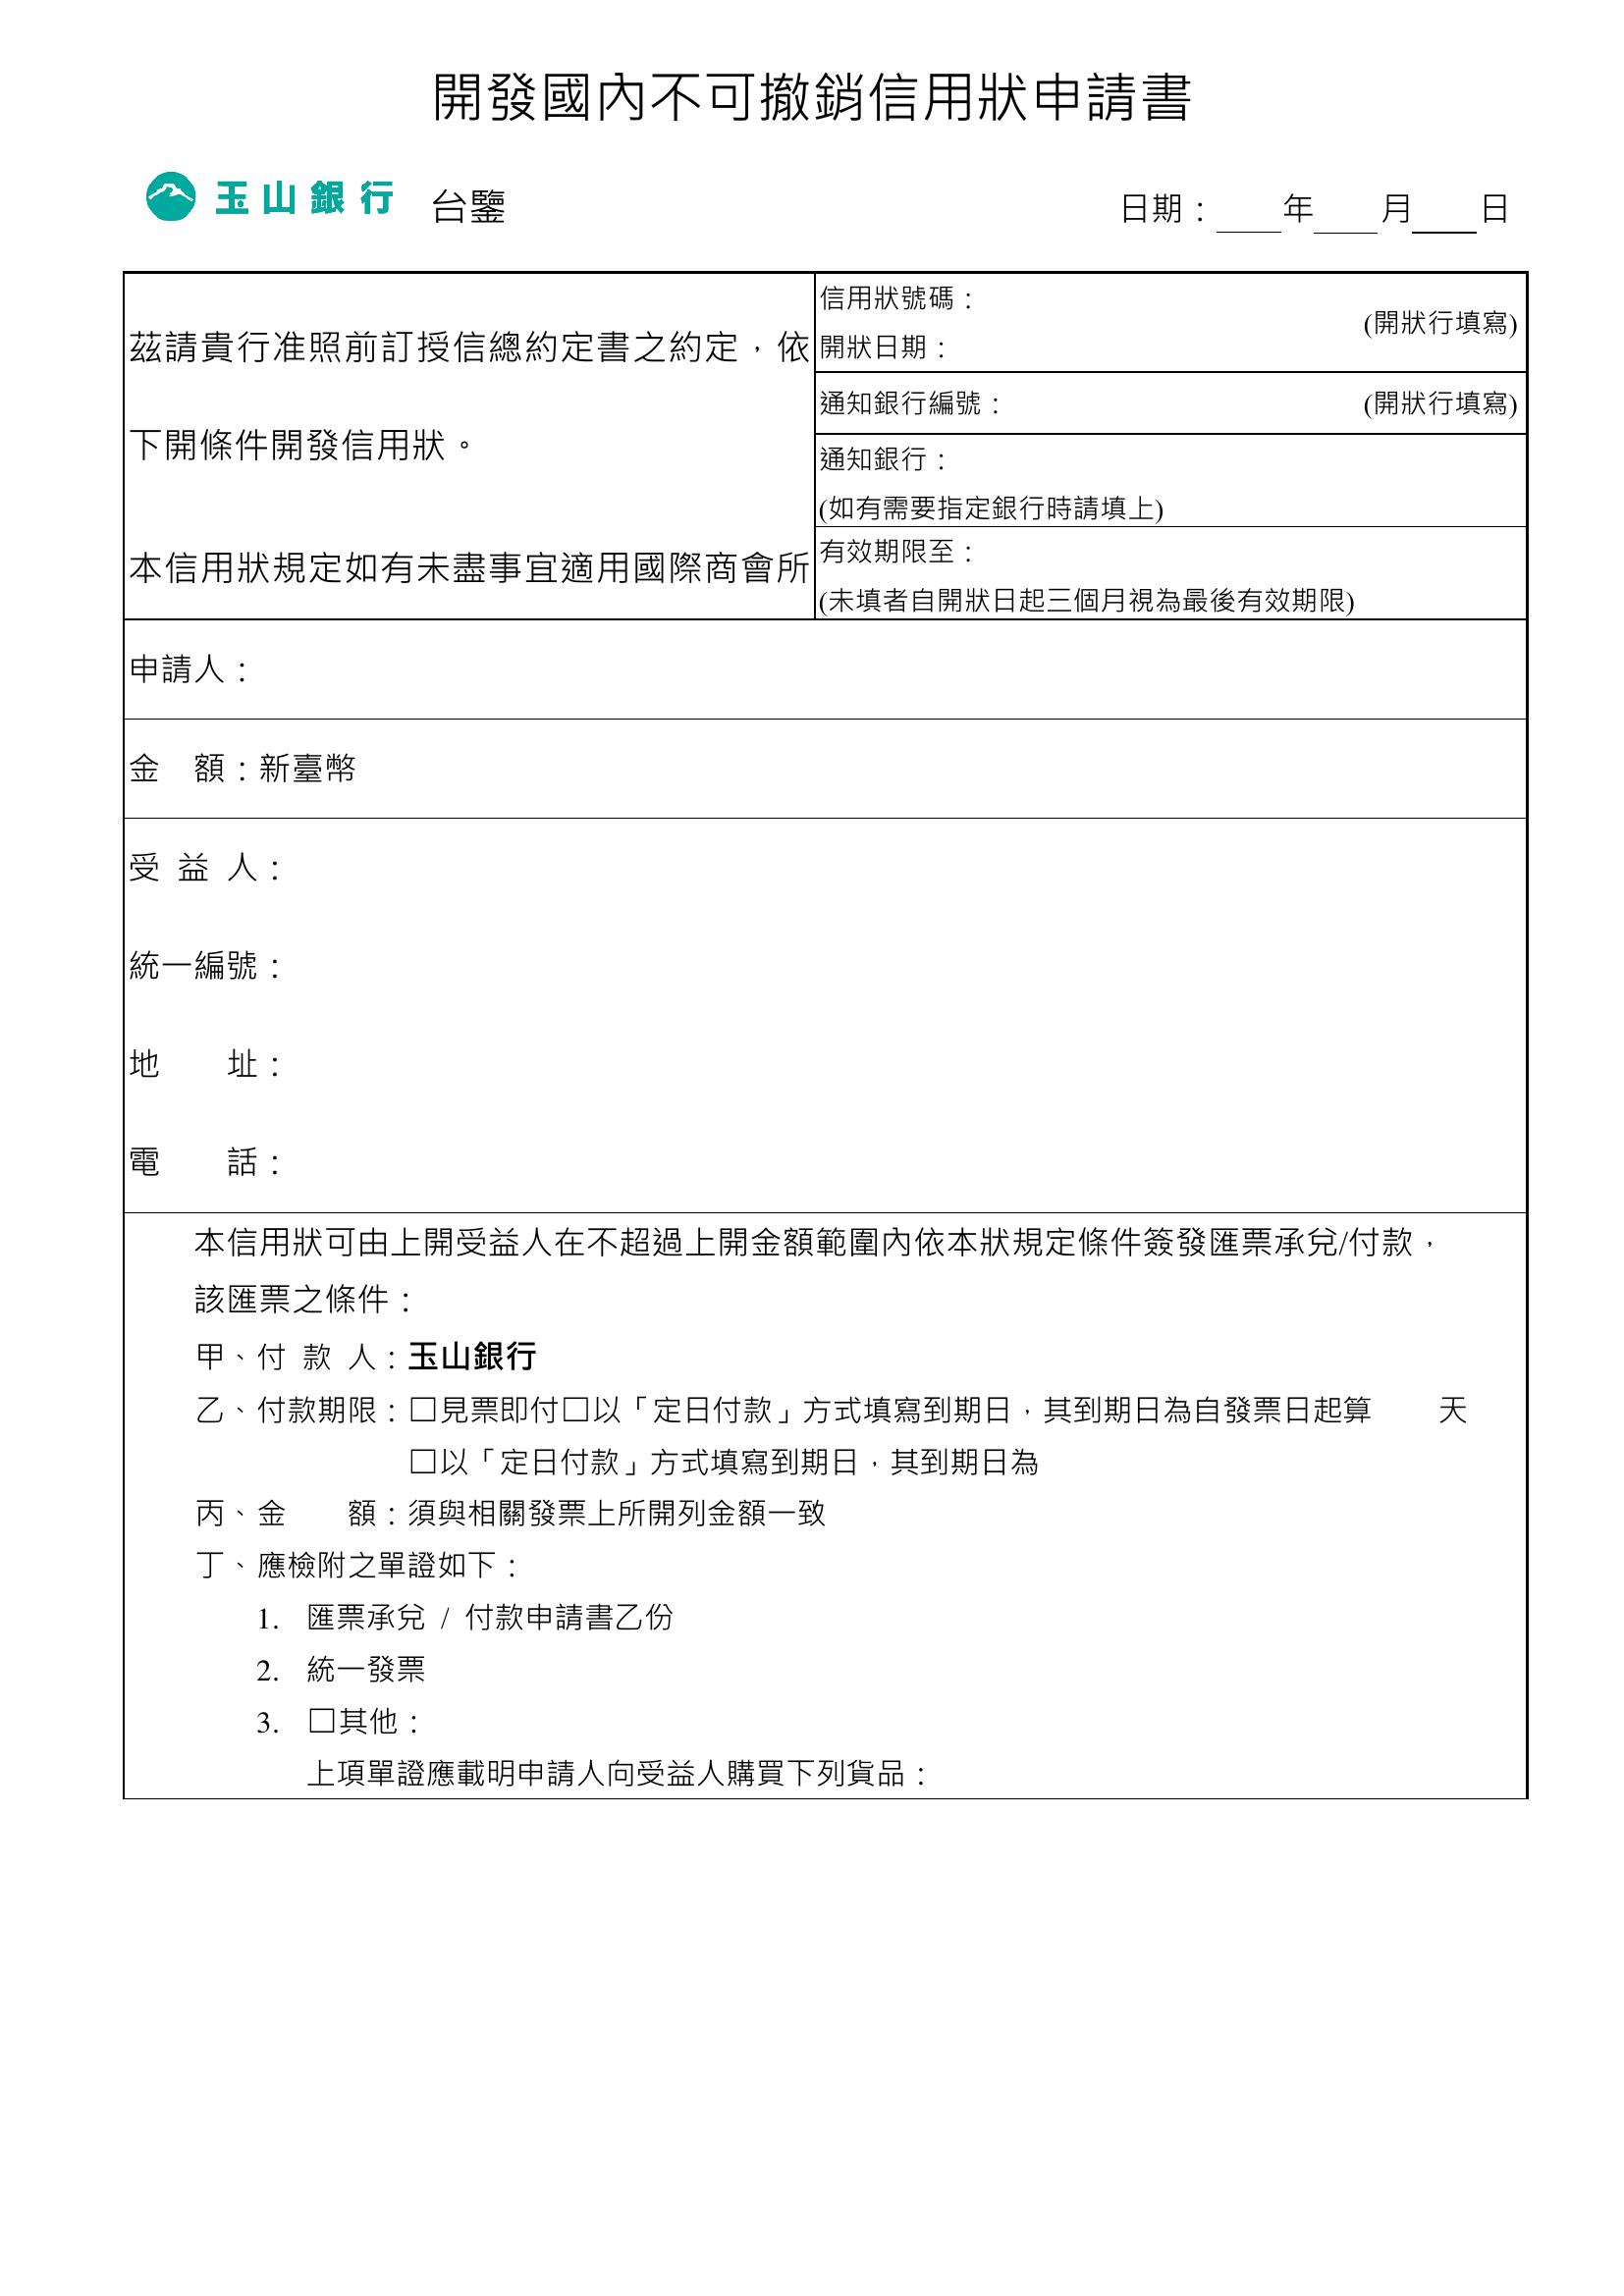 開發國內不可撤銷信用狀申請書
玉山銀行 台鑒 日期：　年　月　日
茲請貴行准照前訂授信總約定書之約定，依
下開條件開發信用狀。
本信用狀規定如有未盡事宜適用國際商會所
信用狀號碼：
(開狀行填寫)
開狀日期：
通知銀行編號： (開狀行填寫)
通知銀行：
(如有需要指定銀行時請填上)
有效期限至：
(未填者自開狀日起三個月視為最後有效期限)
申請人：
金　額：新臺幣
受 益 人：
統一編號：
地　　址：
電　　話：
本信用狀可由上開受益人在不超過上開金額範圍內依本狀規定條件簽發匯票承兌/付款，
該匯票之條件：
甲、付 款 人：玉山銀行
乙、付款期限：□見票即付□以「定日付款」方式填寫到期日，其到期日為自發票日起算　　天
□以「定日付款」方式填寫到期日，其到期日為
丙、金　　額：須與相關發票上所開列金額一致
丁、應檢附之單證如下：
1. 匯票承兌 / 付款申請書乙份
2. 統一發票
3. □其他：
上項單證應載明申請人向受益人購買下列貨品：